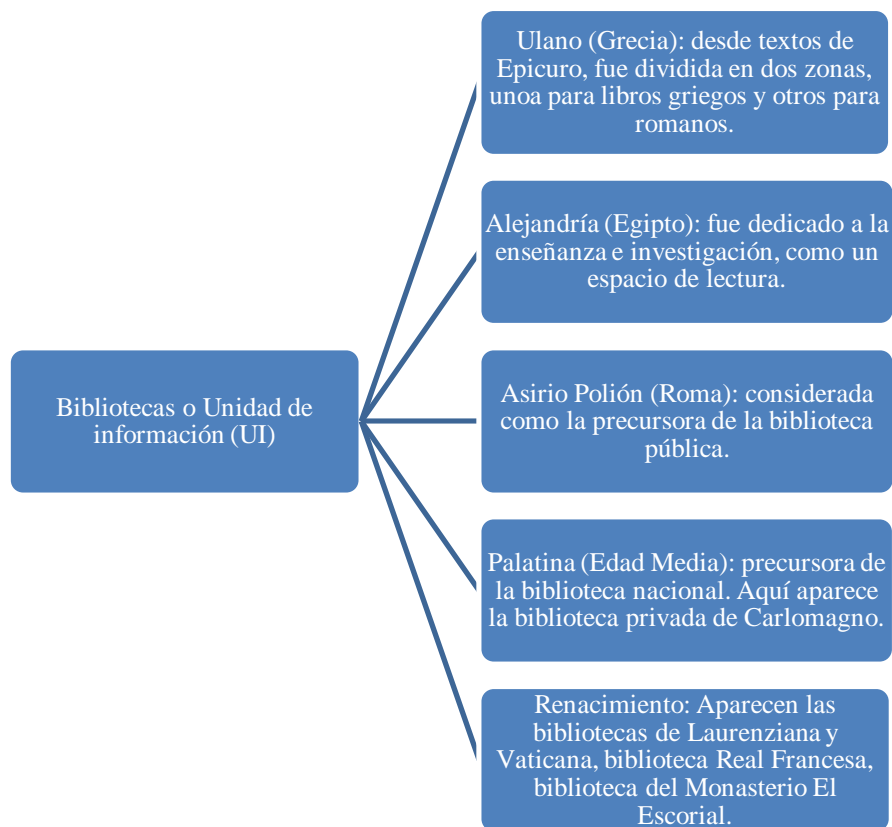 Ulano (Grecia): desde textos de
Epicuro, fue dividida en dos zonas,
unoa para libros griegos y otros para
romanos.
Alejandría (Egipto): fue dedicado a la
enseñanza e investigación, como un
espacio de lectura.
Bibliotecas o Unidad de
información (UI)
Asirio Polión (Roma): considerada
como la precursora de la biblioteca
pública.
Palatina (Edad Media): precursora de
la biblioteca nacional. Aquí aparece
la biblioteca privada de Carlomagno.
Renacimiento: Aparecen las
bibliotecas de Laurenziana y
Vaticana, biblioteca Real Francesa,
biblioteca del Monasterio El
Escorial.